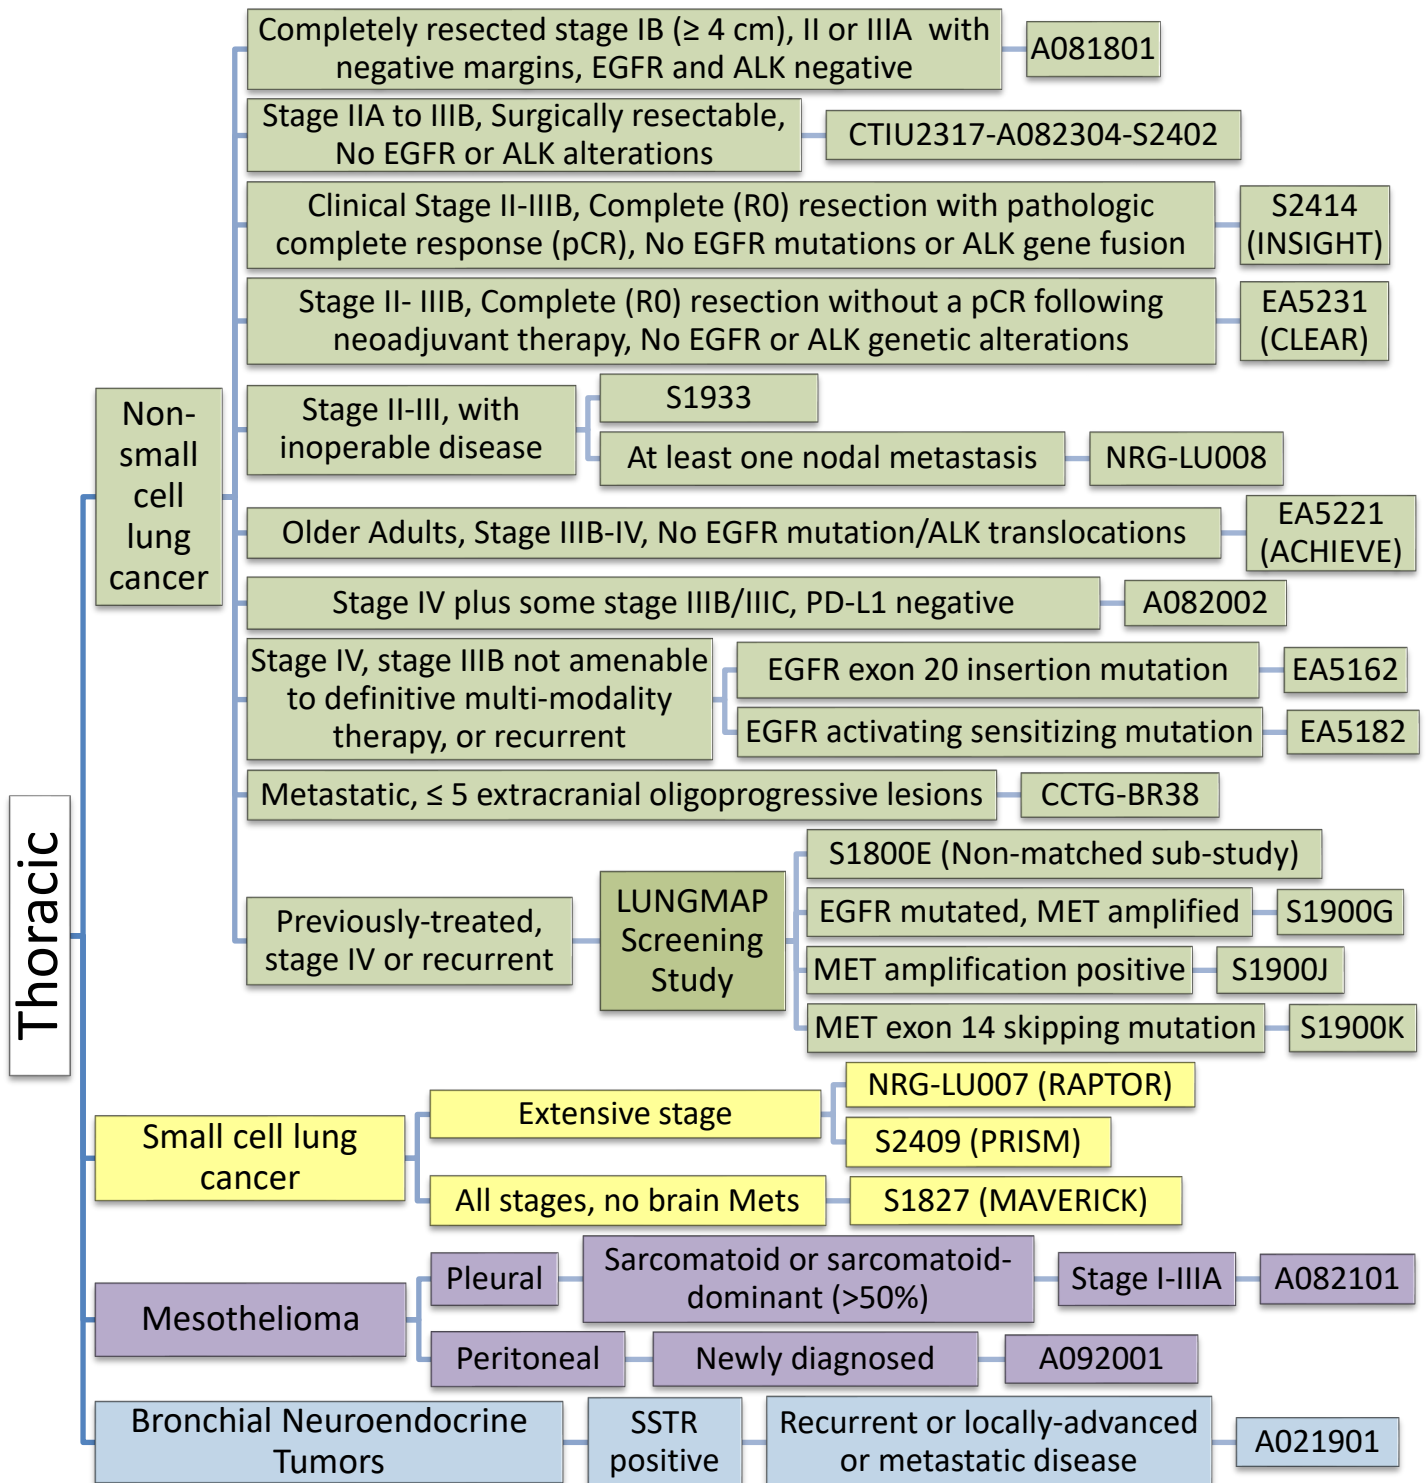 Thoracic
Non-
small
cell
lung
cancer
Completely resected stage IB (≥ 4 cm), II or IIIA with
negative margins, EGFR and ALK negative
A081801
Stage IIA to IIIB, Surgically resectable,
No EGFR or ALK alterations
CTIU2317-A082304-S2402
Clinical Stage II-IIIB, Complete (R0) resection with pathologic
complete response (pCR), No EGFR mutations or ALK gene fusion
S2414
(INSIGHT)
Stage II- IIIB, Complete (R0) resection without a pCR following
neoadjuvant therapy, No EGFR or ALK genetic alterations
EA5231
(CLEAR)
Stage II-III, with
inoperable disease
S1933
At least one nodal metastasis
NRG-LU008
Older Adults, Stage IIIB-IV, No EGFR mutation/ALK translocations
EA5221
(ACHIEVE)
Stage IV plus some stage IIIB/IIIC, PD-L1 negative
A082002
Stage IV, stage IIIB not amenable
to definitive multi-modality
therapy, or recurrent
EGFR exon 20 insertion mutation
EA5162
EGFR activating sensitizing mutation
EA5182
Metastatic, ≤ 5 extracranial oligoprogressive lesions
CCTG-BR38
Previously-treated,
stage IV or recurrent
LUNGMAP
Screening
Study
S1800E (Non-matched sub-study)
EGFR mutated, MET amplified
S1900G
MET amplification positive
S1900J
MET exon 14 skipping mutation
S1900K
Small cell lung
cancer
Extensive stage
NRG-LU007 (RAPTOR)
S2409 (PRISM)
All stages, no brain Mets
S1827 (MAVERICK)
Mesothelioma
Pleural
Sarcomatoid or sarcomatoid-
dominant (>50%)
Stage I-IIIA
A082101
Peritoneal
Newly diagnosed
A092001
Bronchial Neuroendocrine
Tumors
SSTR
positive
Recurrent or locally-advanced
or metastatic disease
A021901